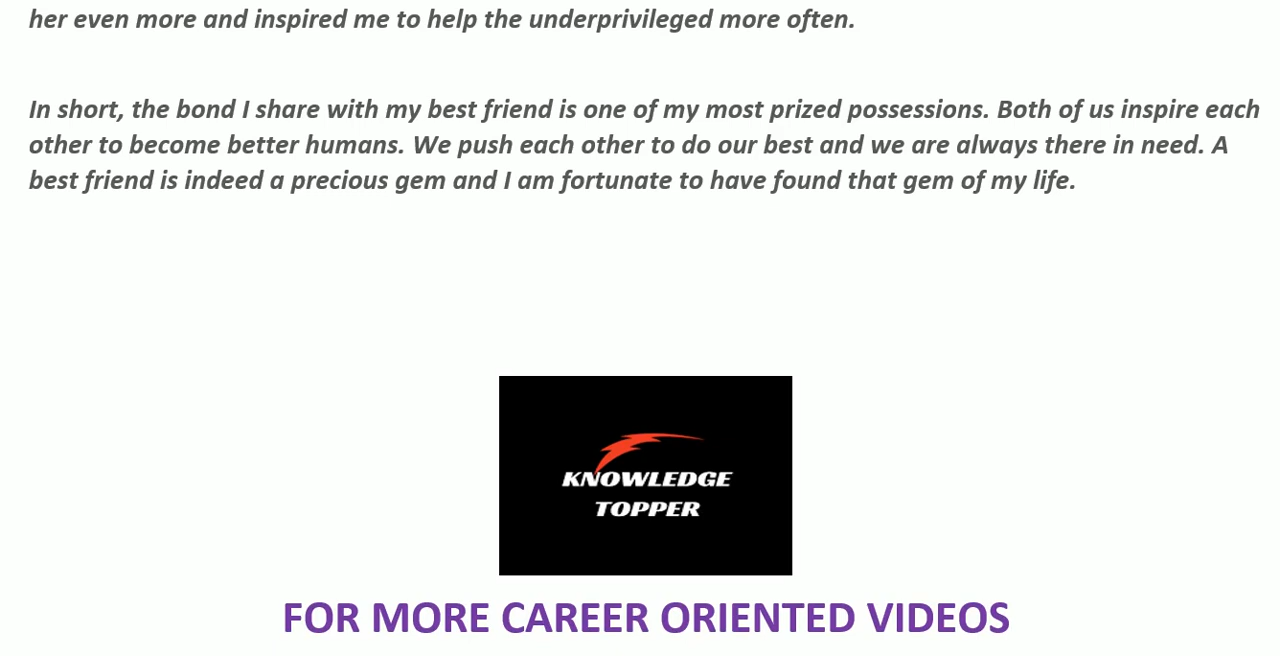 her even more and inspired me to help the underprivileged more often.
In short, the bond I share with my best friend is one of my most prized possessions. Both of us inspire each
other to become better humans. We push each other to do our best and we are always there in need. A
best friend is indeed a precious gem and I am fortunate to have found that gem of my life.
KNOWLEDGE
TOPPER
FOR MORE CAREER ORIENTED VIDEOS